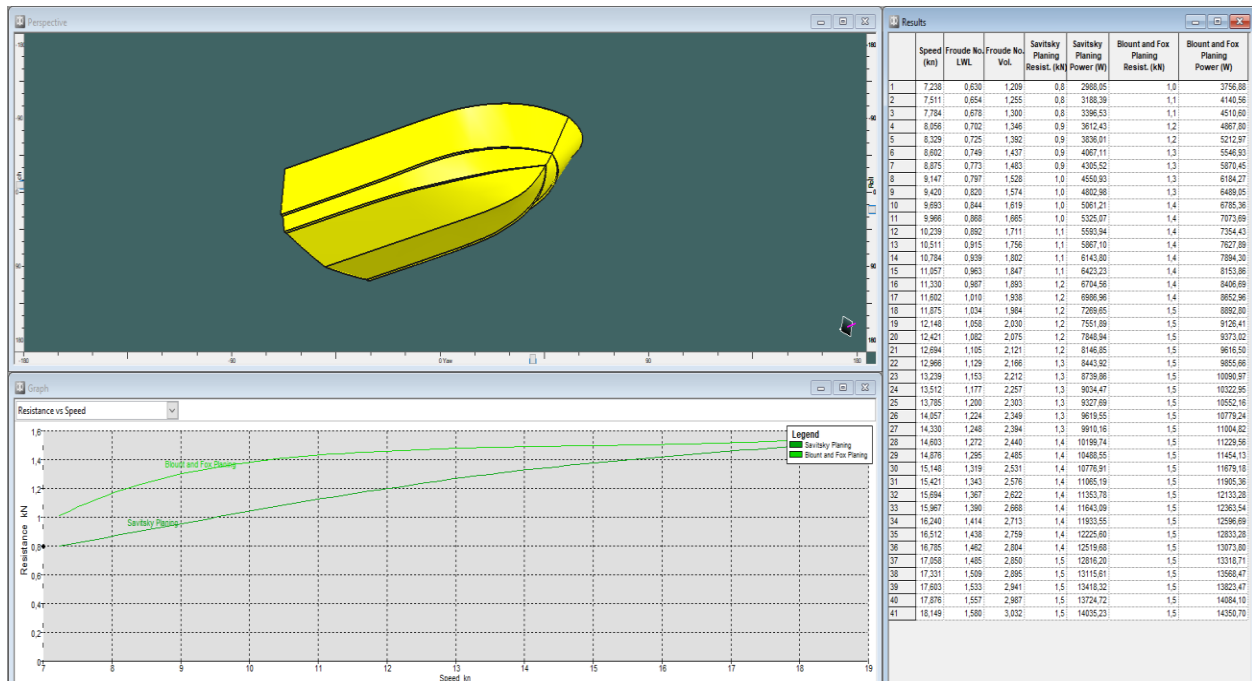 Perspective
-180
-90
0
90
180
Pitch
-180
-90
0
90
180
Roll
-180
-90
0 Yaw
90
180
Graph
Resistance vs Speed
1,6
1,4
1,2
1
0,8
0,6
0,4
0,2
0
Resistance kN
7 8 9 10 11 12 13 14 15 16 17 18 19
Speed kn
Blount and Fox Planing
Savitsky Planing
Legend
Savitsky Planing
Blount and Fox Planing
Results
Speed (kn) Froude No. LWL Froude No. Vol. Savitsky Planing Resist. (kN) Savitsky Planing Power (W) Blount and Fox Planing Resist. (kN) Blount and Fox Planing Power (W)
1 7,238 0,630 1,209 0,8 2988,05 1,0 3756,88
2 7,511 0,654 1,255 0,8 3188,39 1,1 4140,56
3 7,784 0,678 1,300 0,8 3396,53 1,1 4510,60
4 8,056 0,702 1,346 0,9 3612,43 1,2 4867,80
5 8,329 0,725 1,392 0,9 3836,01 1,2 5212,97
6 8,602 0,749 1,437 0,9 4067,11 1,3 5546,93
7 8,875 0,773 1,483 0,9 4305,52 1,3 5870,45
8 9,147 0,797 1,528 1,0 4550,93 1,3 6184,27
9 9,420 0,820 1,574 1,0 4802,98 1,3 6489,05
10 9,693 0,844 1,619 1,0 5061,21 1,4 6785,36
11 9,966 0,868 1,665 1,0 5325,07 1,4 7073,69
12 10,239 0,892 1,711 1,1 5593,94 1,4 7354,43
13 10,511 0,915 1,756 1,1 5867,10 1,4 7627,89
14 10,784 0,939 1,802 1,1 6143,80 1,4 7894,30
15 11,057 0,963 1,847 1,1 6423,23 1,4 8153,86
16 11,330 0,987 1,893 1,2 6704,56 1,4 8406,69
17 11,602 1,010 1,938 1,2 6986,96 1,4 8652,96
18 11,875 1,034 1,984 1,2 7269,65 1,5 8892,80
19 12,148 1,058 2,030 1,2 7551,89 1,5 9126,41
20 12,421 1,082 2,075 1,2 7848,94 1,5 9373,02
21 12,694 1,105 2,121 1,2 8146,85 1,5 9616,50
22 12,966 1,129 2,166 1,3 8443,92 1,5 9855,66
23 13,239 1,153 2,212 1,3 8739,86 1,5 10090,97
24 13,512 1,177 2,257 1,3 9034,47 1,5 10322,95
25 13,785 1,200 2,303 1,3 9327,69 1,5 10552,16
26 14,057 1,224 2,349 1,3 9619,55 1,5 10779,24
27 14,330 1,248 2,394 1,3 9910,16 1,5 11004,82
28 14,603 1,272 2,440 1,4 10199,74 1,5 11229,56
29 14,876 1,295 2,485 1,4 10488,55 1,5 11454,13
30 15,148 1,319 2,531 1,4 10776,91 1,5 11679,18
31 15,421 1,343 2,576 1,4 11065,19 1,5 11905,36
32 15,694 1,367 2,622 1,4 11353,78 1,5 12133,28
33 15,967 1,390 2,668 1,4 11643,09 1,5 12363,54
34 16,240 1,414 2,713 1,4 11933,55 1,5 12596,69
35 16,512 1,438 2,759 1,4 12225,60 1,5 12833,28
36 16,785 1,462 2,804 1,4 12519,68 1,5 13073,80
37 17,058 1,485 2,850 1,5 12816,20 1,5 13318,71
38 17,331 1,509 2,895 1,5 13115,61 1,5 13568,47
39 17,603 1,533 2,941 1,5 13418,32 1,5 13823,47
40 17,876 1,557 2,987 1,5 13724,72 1,5 14084,10
41 18,149 1,580 3,032 1,5 14035,23 1,5 14350,70